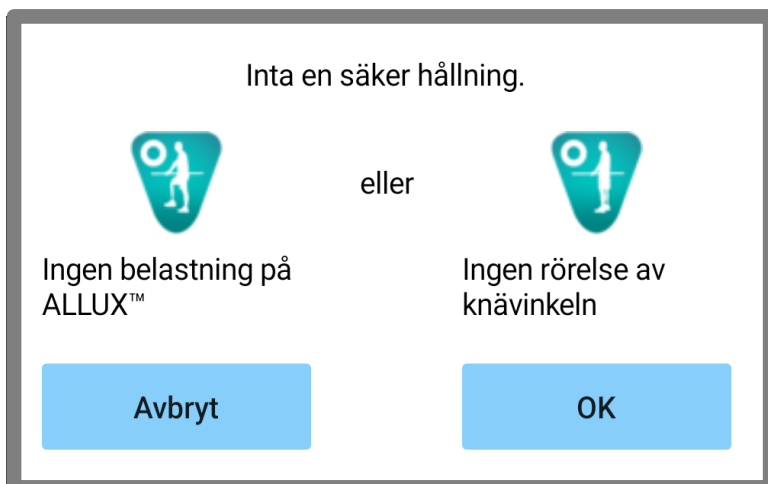 Inta en säker hållning.
eller
Ingen belastning på
ALLUX™
Ingen rörelse av
knävinkeln
Avbryt
OK